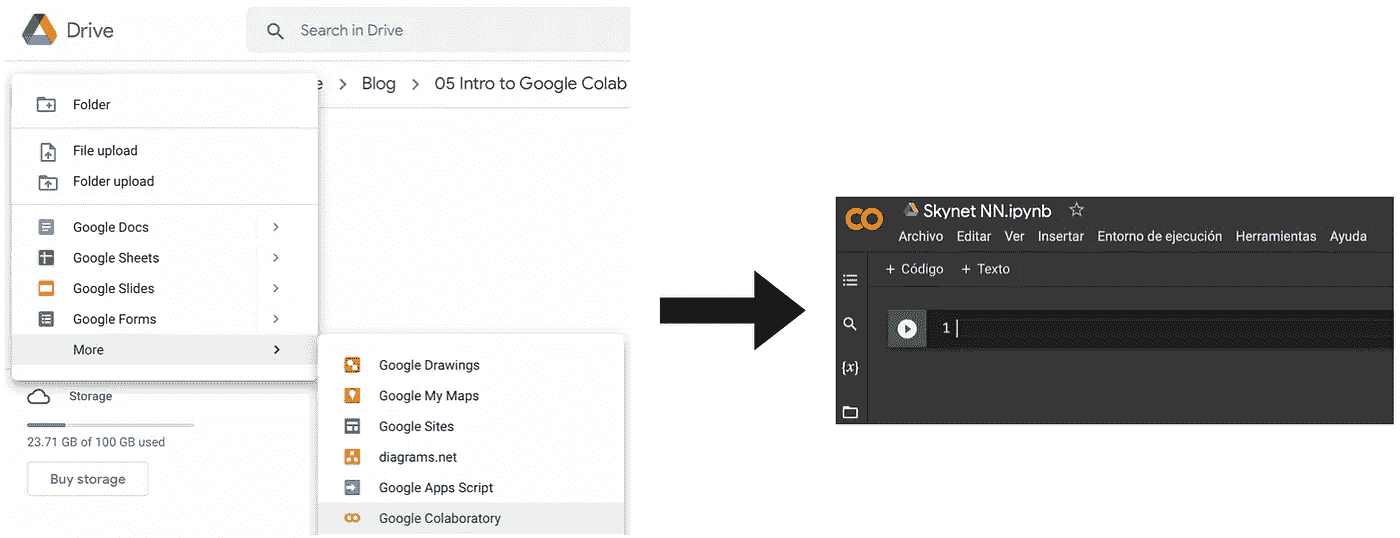 Drive
Search in Drive
e > Blog > 05 Intro to Google Colab
Folder
File upload
Folder upload
Google Docs
Google Sheets
Google Slides
Google Forms
More
Storage
23.71 GB of 100 GB used
Buy storage
Google Drawings
Google My Maps
Google Sites
diagrams.net
Google Apps Script
Google Colaboratory
CO Skynet NN.ipynb
Archivo Editar Ver Insertar Entorno de ejecución Herramientas Ayuda
+ Código + Texto
1
{x}